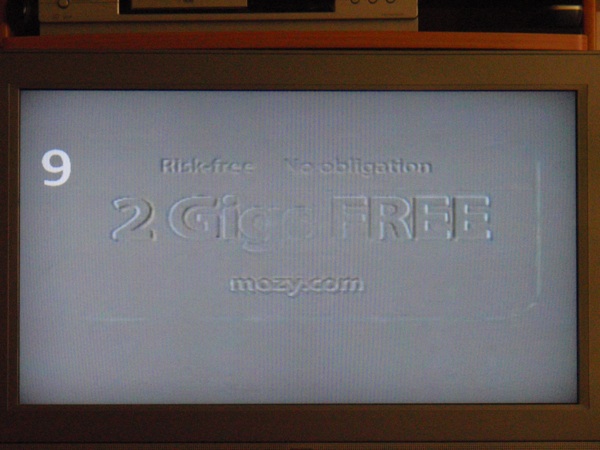 9
Risk-free No obligation
2 Gigs FREE
mozy.com